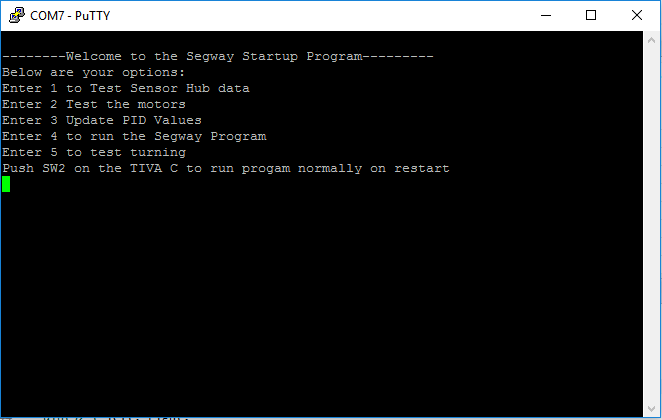 COM7 - PuTTY
--------Welcome to the Segway Startup Program---------
Below are your options:
Enter 1 to Test Sensor Hub data
Enter 2 Test the motors
Enter 3 Update PID Values
Enter 4 to run the Segway Program
Enter 5 to test turning
Push SW2 on the TIVA C to run progam normally on restart